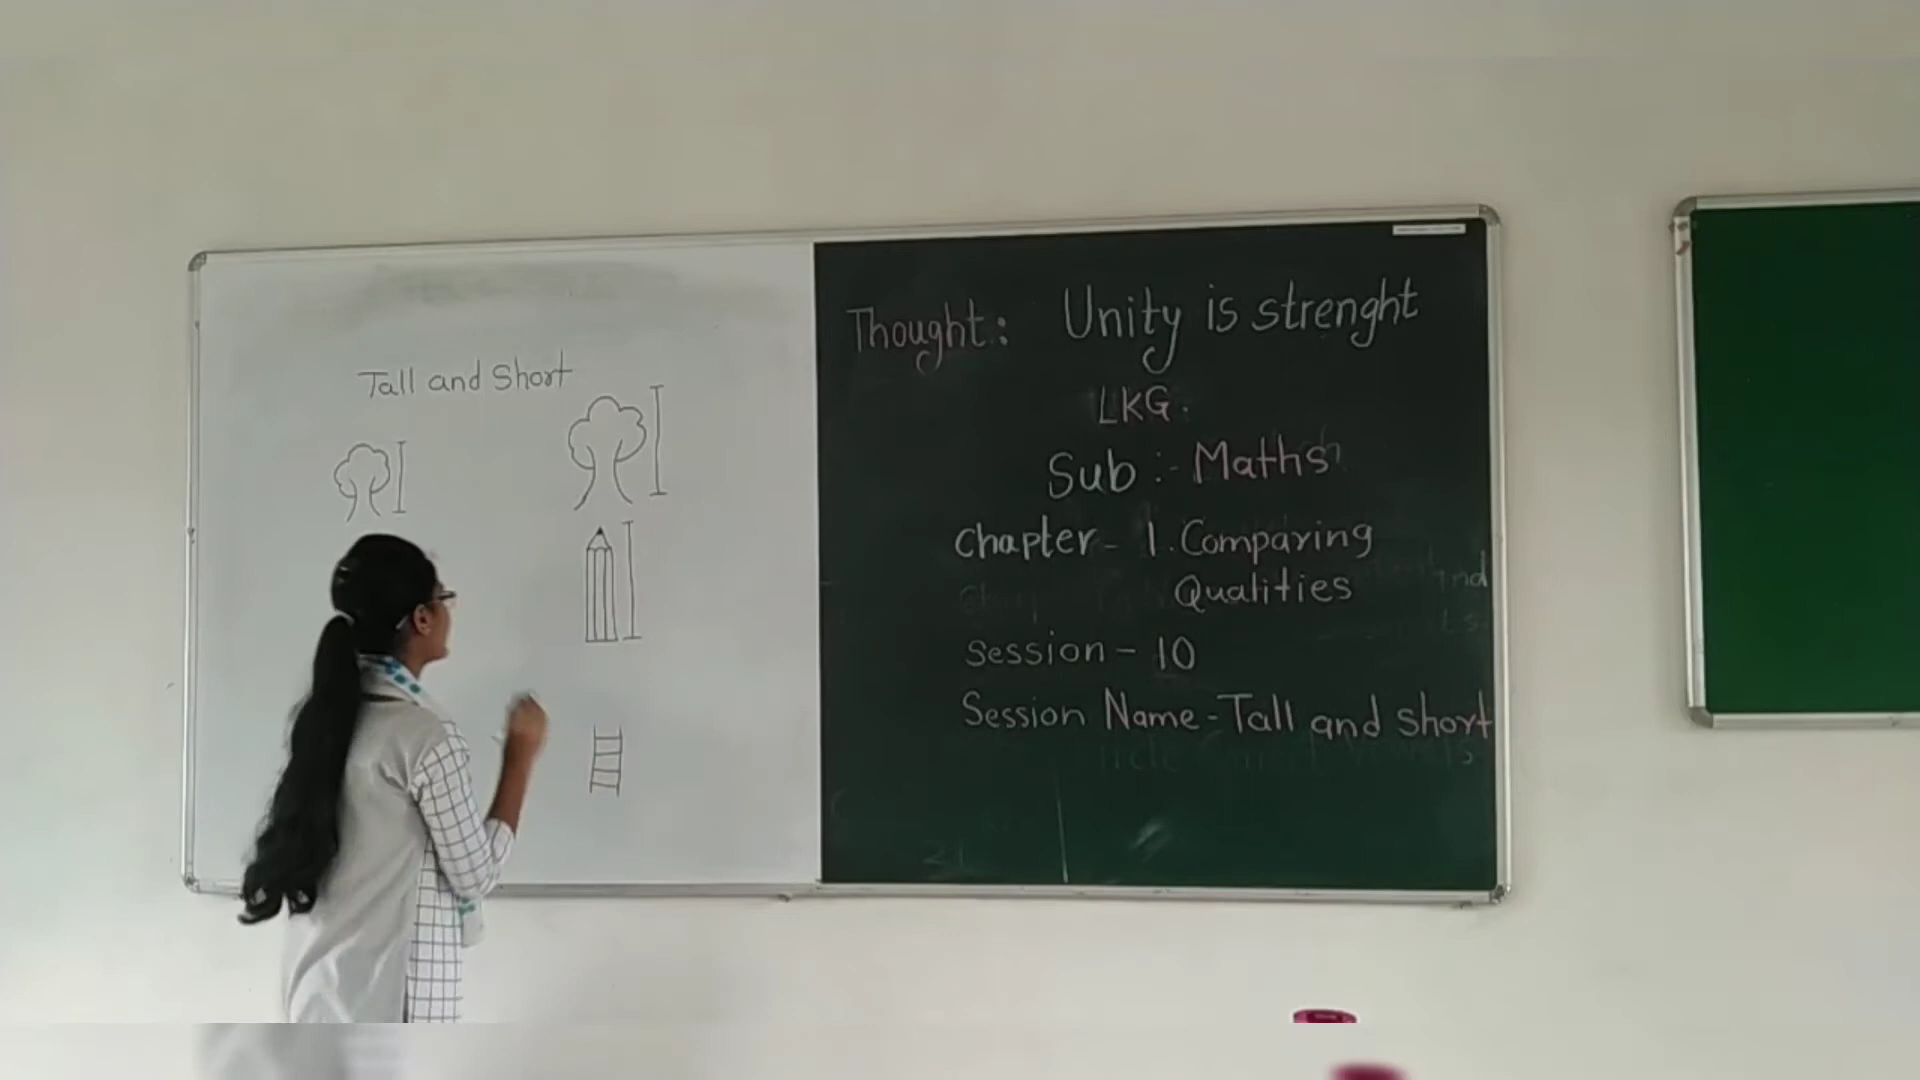 Tall and Short
Thought: Unity is strenght
LKG.
Sub :- Maths
Chapter - 1. Comparing
Qualities
Session - 10
Session Name - Tall and short